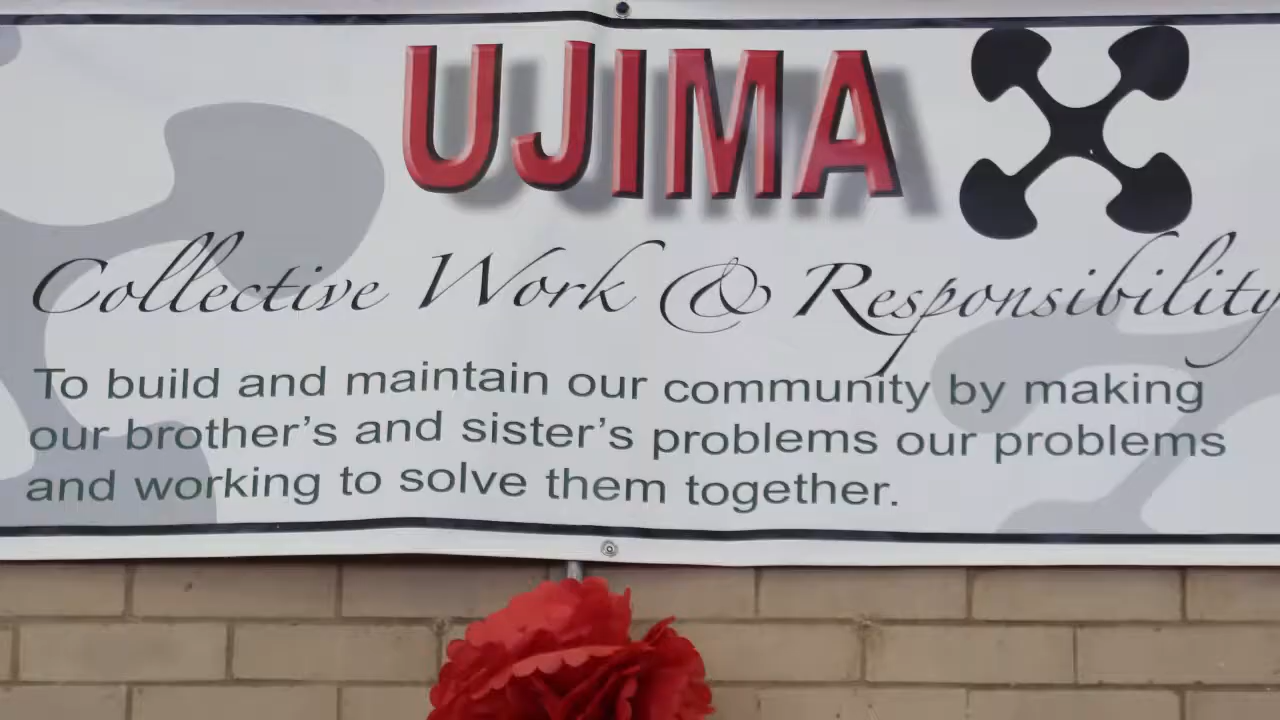 UJIMA
Collective Work & Responsibility
To build and maintain our community by making
our brother's and sister's problems our problems
and working to solve them together.